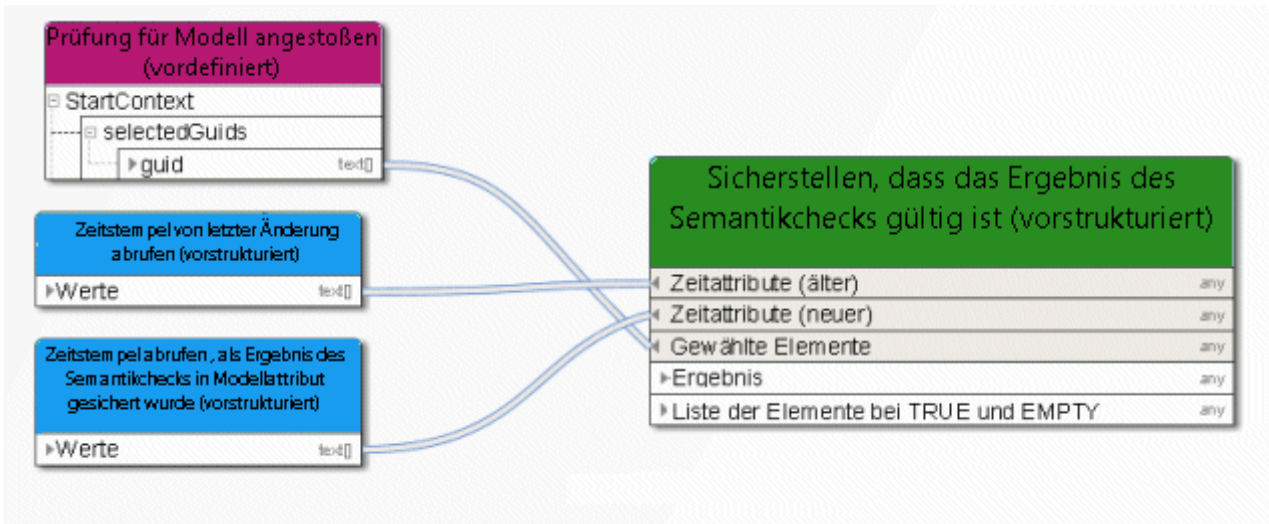 Prüfung für Modell angestoßen
(vordefiniert)
StartContext
selectedGuids
guid text[]
Zeitstempel von letzter Änderung
abrufen (vorstrukturiert)
Werte text[]
Zeitstempel abrufen, als Ergebnis des
Semantikchecks in Modellattribut
gesichert wurde (vorstrukturiert)
Werte text[]
Sicherstellen, dass das Ergebnis des
Semantikchecks gültig ist (vorstrukturiert)
Zeitattribute (älter) any
Zeitattribute (neuer) any
Gewählte Elemente any
Ergebnis any
Liste der Elemente bei TRUE und EMPTY any